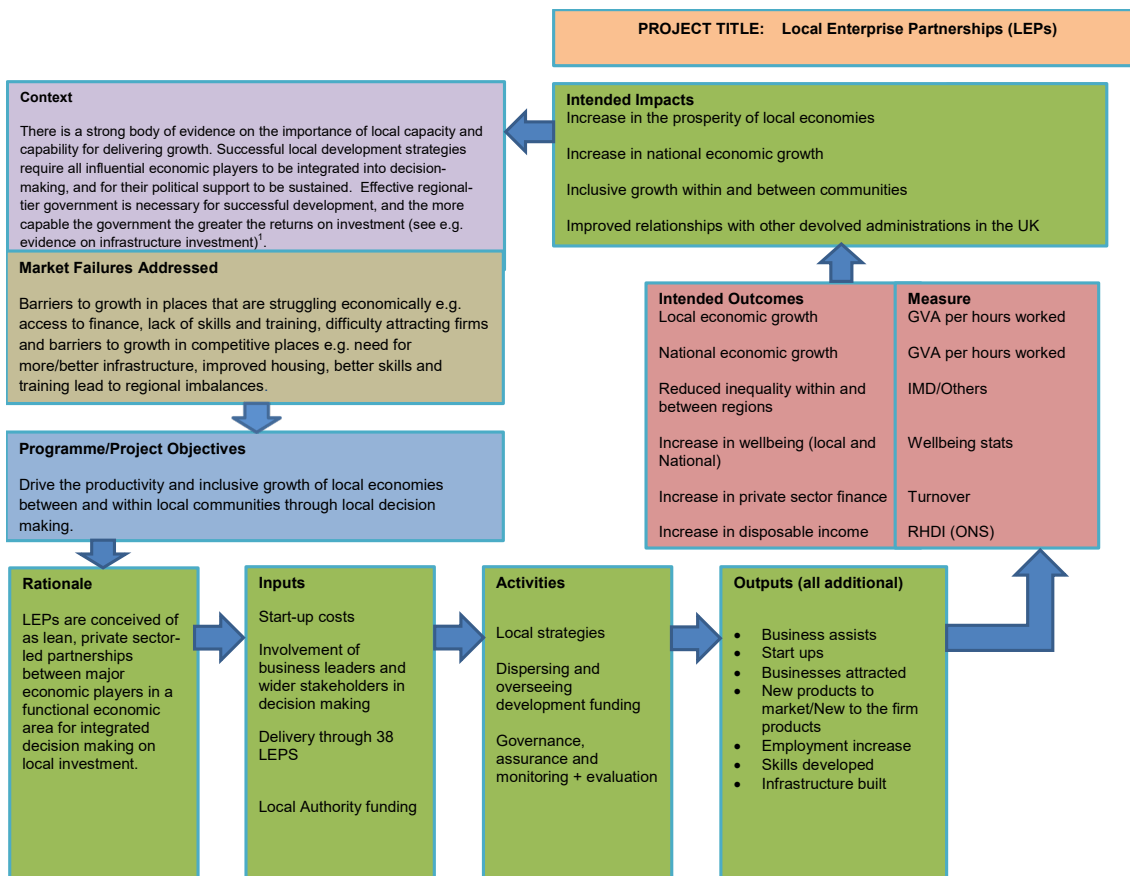 PROJECT TITLE: Local Enterprise Partnerships (LEPs)
Context
There is a strong body of evidence on the importance of local capacity and
capability for delivering growth. Successful local development strategies
require all influential economic players to be integrated into decision-
making, and for their political support to be sustained. Effective regional-
tier government is necessary for successful development, and the more
capable the government the greater the returns on investment (see e.g.
evidence on infrastructure investment)¹.
Market Failures Addressed
Barriers to growth in places that are struggling economically e.g.
access to finance, lack of skills and training, difficulty attracting firms
and barriers to growth in competitive places e.g. need for
more/better infrastructure, improved housing, better skills and
training lead to regional imbalances.
Programme/Project Objectives
Drive the productivity and inclusive growth of local economies
between and within local communities through local decision
making.
Rationale
LEPs are conceived of
as lean, private sector-
led partnerships
between major
economic players in a
functional economic
area for integrated
decision making on
local investment.
Inputs
Start-up costs
Involvement of
business leaders and
wider stakeholders in
decision making
Delivery through 38
LEPS
Local Authority funding
Activities
Local strategies
Dispersing and
overseeing
development funding
Governance,
assurance and
monitoring + evaluation
Outputs (all additional)
• Business assists
• Start ups
• Businesses attracted
• New products to
market/New to the firm
products
• Employment increase
• Skills developed
• Infrastructure built
Intended Outcomes
Local economic growth
National economic growth
Reduced inequality within and
between regions
Increase in wellbeing (local and
National)
Increase in private sector finance
Increase in disposable income
Measure
GVA per hours worked
GVA per hours worked
IMD/Others
Wellbeing stats
Turnover
RHDI (ONS)
Intended Impacts
Increase in the prosperity of local economies
Increase in national economic growth
Inclusive growth within and between communities
Improved relationships with other devolved administrations in the UK